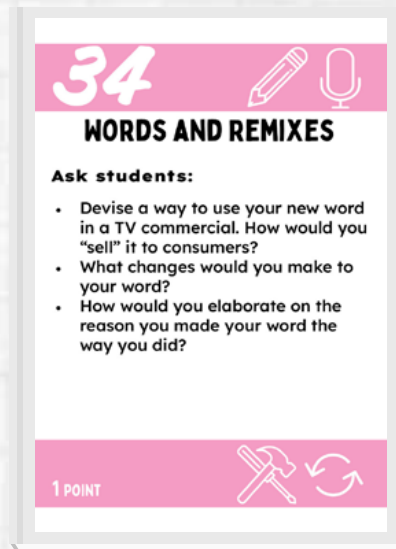 34
WORDS AND REMIXES
Ask students:
• Devise a way to use your new word
in a TV commercial. How would you
“sell” it to consumers?
• What changes would you make to
your word?
• How would you elaborate on the
reason you made your word the
way you did?
1 POINT